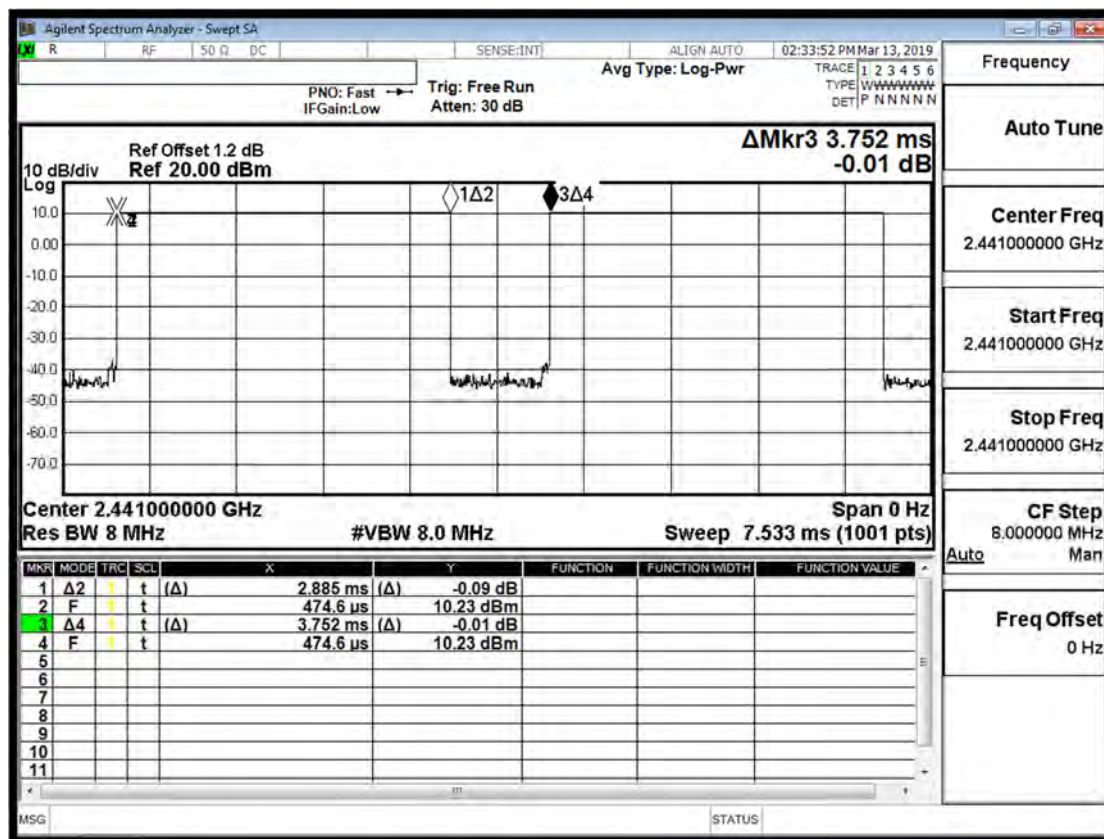 Agilent Spectrum Analyzer - Swept SA
R RF 50 Ω DC SENSE:INT ALIGN AUTO 02:33:52 PM Mar 13, 2019
Frequency
Avg Type: Log-Pwr
TRACE 1 2 3 4 5 6
PNO: Fast Trig: Free Run
TYPE WWWWWW
IFGain:Low Atten: 30 dB
DET P N N N N N
Auto Tune
ΔMkr3 3.752 ms
-0.01 dB
Ref Offset 1.2 dB
10 dB/div Ref 20.00 dBm
Log
1Δ2 3Δ4
10.0
0.00
-10.0
-20.0
-30.0
-40.0
-50.0
-60.0
-70.0
Center 2.441000000 GHz Span 0 Hz
Res BW 8 MHz #VBW 8.0 MHz Sweep 7.533 ms (1001 pts)
Center Freq
2.441000000 GHz
Start Freq
2.441000000 GHz
Stop Freq
2.441000000 GHz
CF Step
8.000000 MHz
Auto Man
Freq Offset
0 Hz
MKR MODE TRC SCL X Y FUNCTION FUNCTION WIDTH FUNCTION VALUE
1 Δ2 1 t (Δ) 2.885 ms (Δ) -0.09 dB
2 F 1 t 474.6 µs 10.23 dBm
3 Δ4 1 t (Δ) 3.752 ms (Δ) -0.01 dB
4 F 1 t 474.6 µs 10.23 dBm
5
6
7
8
9
10
11
MSG STATUS